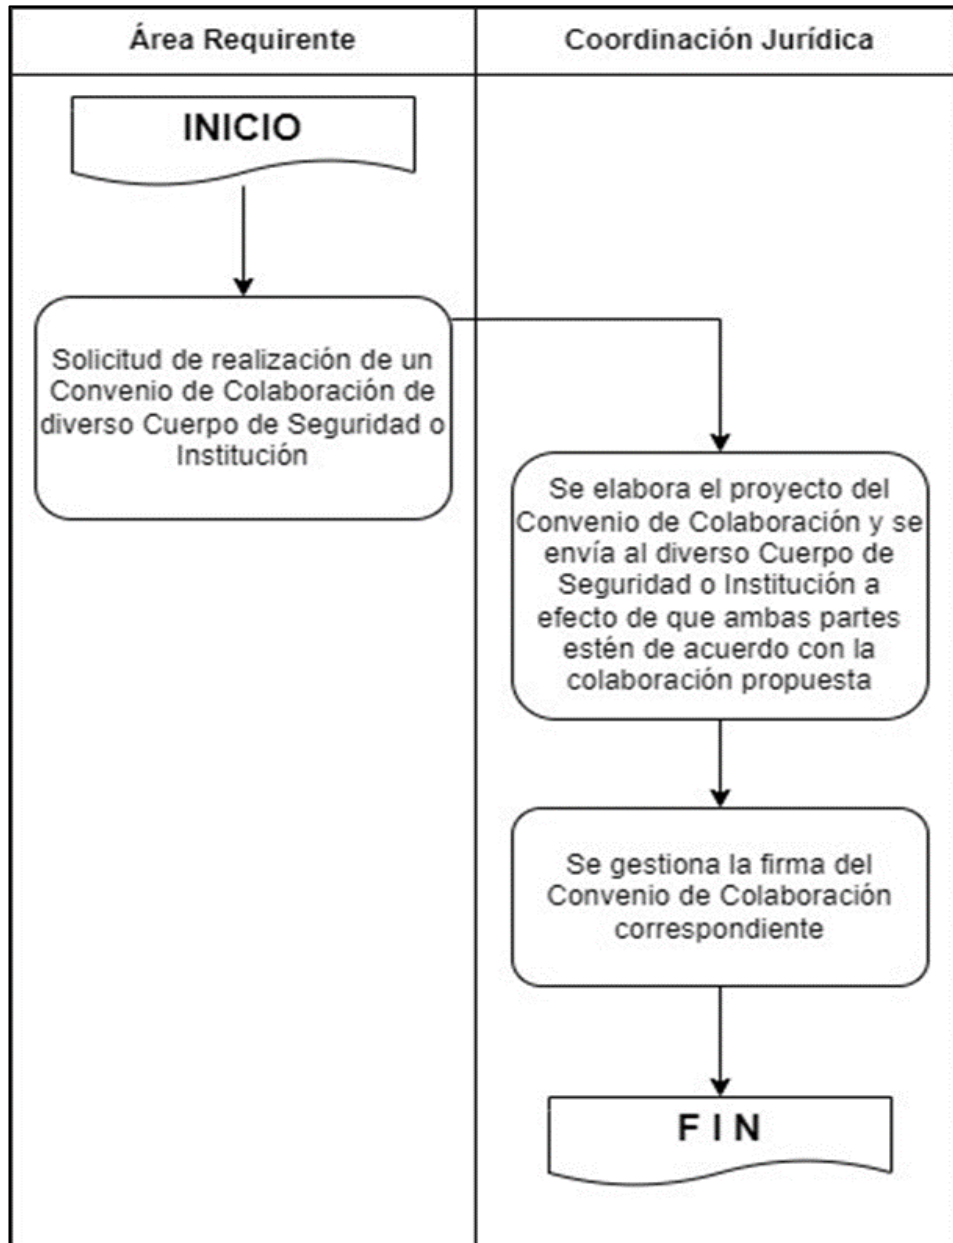 Área Requirente
Coordinación Jurídica
INICIO
Solicitud de realización de un
Convenio de Colaboración de
diverso Cuerpo de Seguridad o
Institución
Se elabora el proyecto del
Convenio de Colaboración y se
envía al diverso Cuerpo de
Seguridad o Institución a
efecto de que ambas partes
estén de acuerdo con la
colaboración propuesta
Se gestiona la firma del
Convenio de Colaboración
correspondiente
F I N